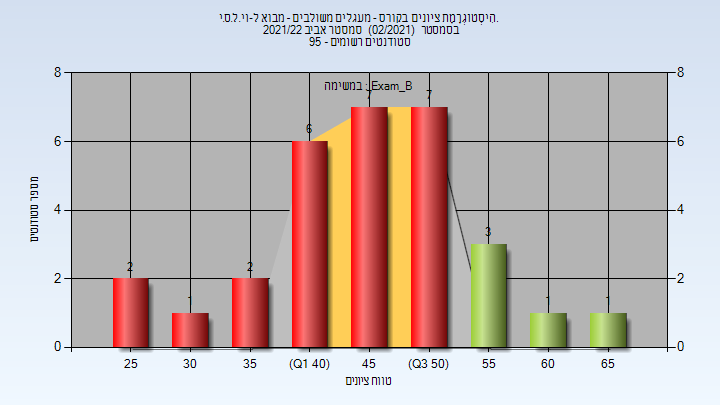 היסטוגרמת ציונים בקורס - מעגלים משולבים - מבוא ל-וי.ל.ס.י.
בסמסטר (02/2021) סמסטר אביב 2021/22
סטודנטים רשומים - 95
במשימה : Exam_B
8 8
6 6
4 4
2 2
0 0
מספר סטודנטים
2 1 2 6 7 7 3 1 1
25 30 35 (Q1 40) 45 (Q3 50) 55 60 65
טווח ציונים